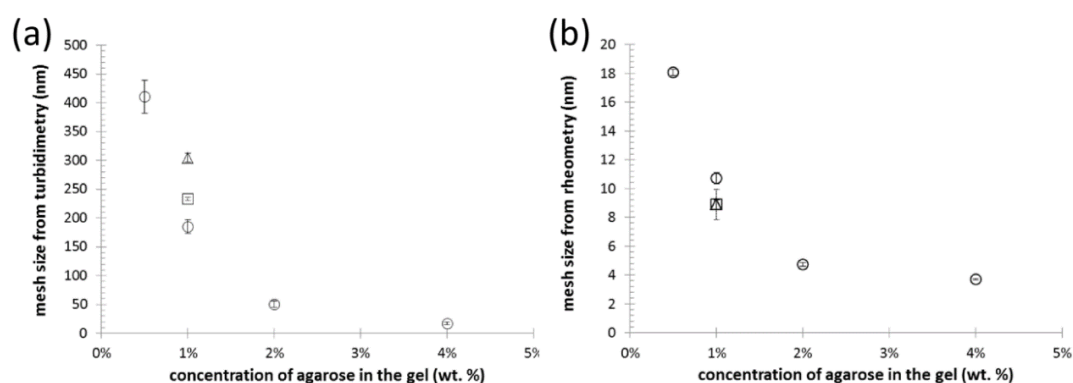 (a)
mesh size from turbidimetry (nm)
500
450
400
350
300
250
200
150
100
50
0
0% 1% 2% 3% 4% 5%
concentration of agarose in the gel (wt. %)
(b)
mesh size from rheometry (nm)
20
18
16
14
12
10
8
6
4
2
0
0% 1% 2% 3% 4% 5%
concentration of agarose in the gel (wt. %)